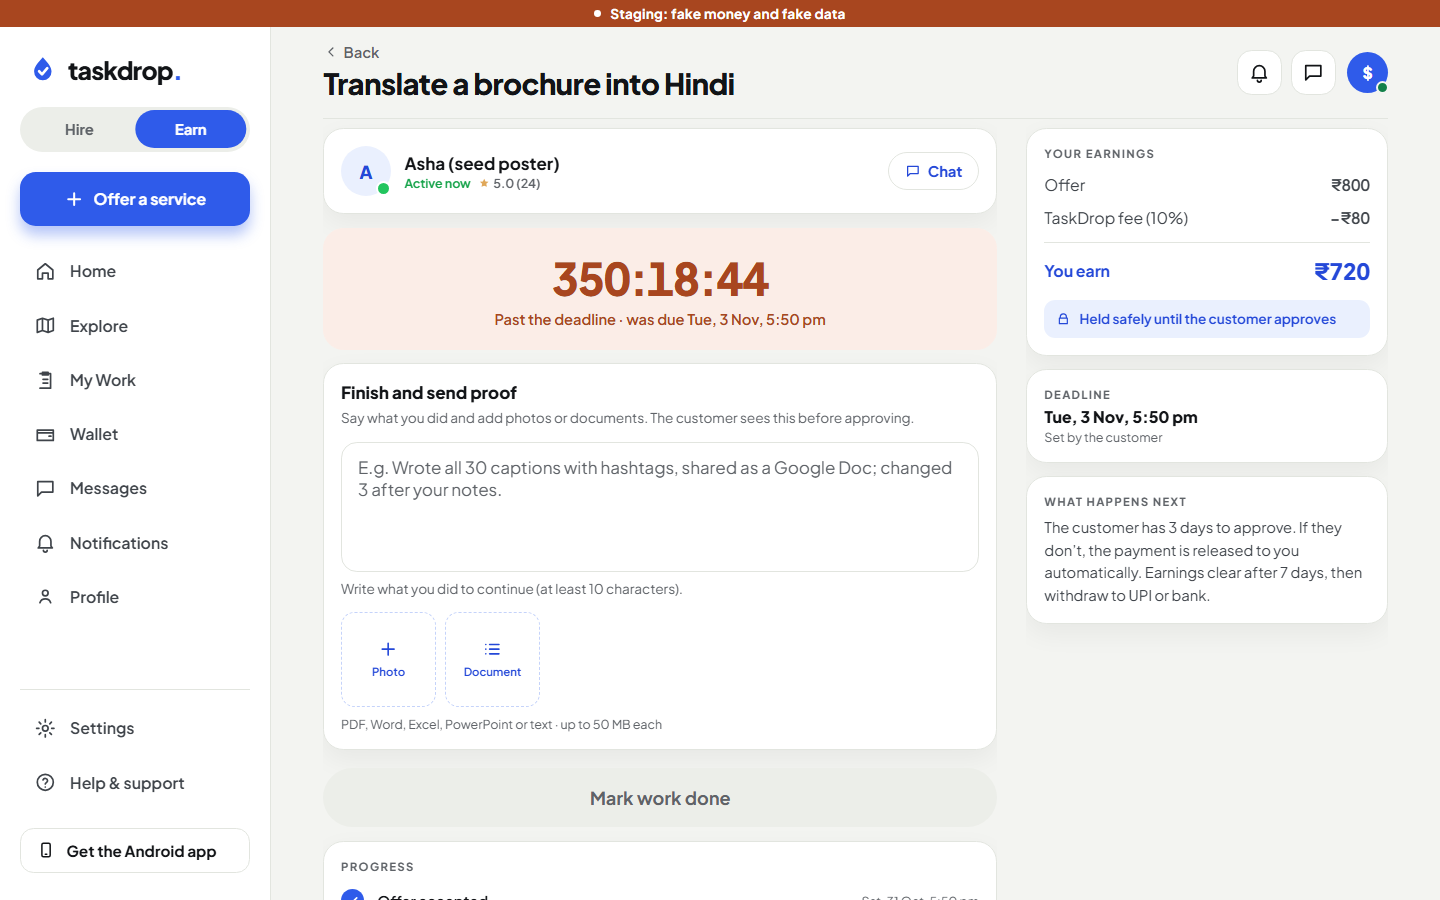 Staging: fake money and fake data
taskdrop.
Hire
Earn
Offer a service
Home
Explore
My Work
Wallet
Messages
Notifications
Profile
Settings
Help & support
Get the Android app
Back
Translate a brochure into Hindi
$
A
Asha (seed poster)
Active now ★ 5.0 (24)
Chat
350:18:44
Past the deadline · was due Tue, 3 Nov, 5:50 pm
Finish and send proof
Say what you did and add photos or documents. The customer sees this before approving.
E.g. Wrote all 30 captions with hashtags, shared as a Google Doc; changed
3 after your notes.
Write what you did to continue (at least 10 characters).
Photo
Document
PDF, Word, Excel, PowerPoint or text · up to 50 MB each
Mark work done
PROGRESS
Offer accepted
Sat, 31 Oct, 5:50 pm
YOUR EARNINGS
Offer ₹800
TaskDrop fee (10%) −₹80
You earn ₹720
Held safely until the customer approves
DEADLINE
Tue, 3 Nov, 5:50 pm
Set by the customer
WHAT HAPPENS NEXT
The customer has 3 days to approve. If they
don't, the payment is released to you
automatically. Earnings clear after 7 days, then
withdraw to UPI or bank.